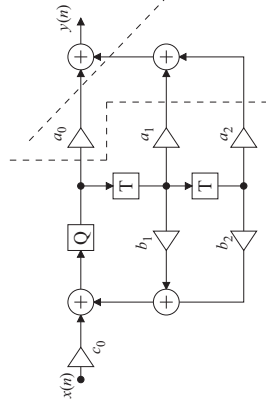 x(n)
c₀
Q
a₀
y(n)
T
b₁
a₁
T
b₂
a₂